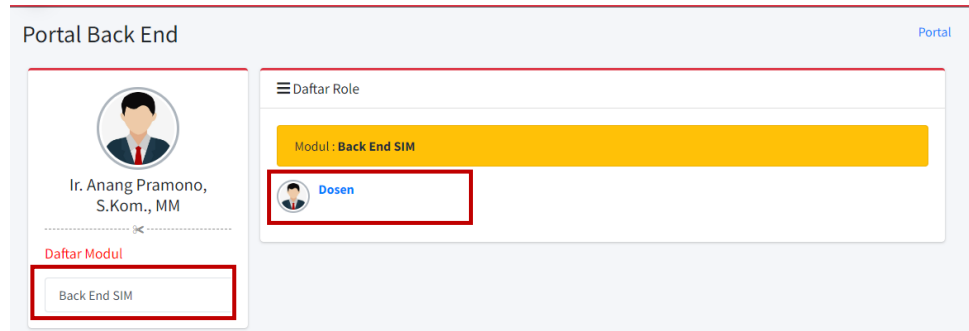 Portal Back End
Portal
Ir. Anang Pramono,
S.Kom., MM
Daftar Modul
Back End SIM
Daftar Role
Modul : Back End SIM
Dosen